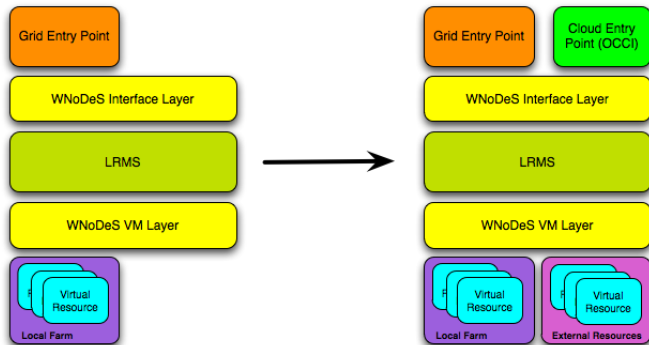 Grid Entry Point
WNoDeS Interface Layer
LRMS
WNoDeS VM Layer
Virtual
Resource
Local Farm
Grid Entry Point
Cloud Entry
Point (OCCI)
WNoDeS Interface Layer
LRMS
WNoDeS VM Layer
Virtual
Resource
Local Farm
Virtual
Resource
External Resources